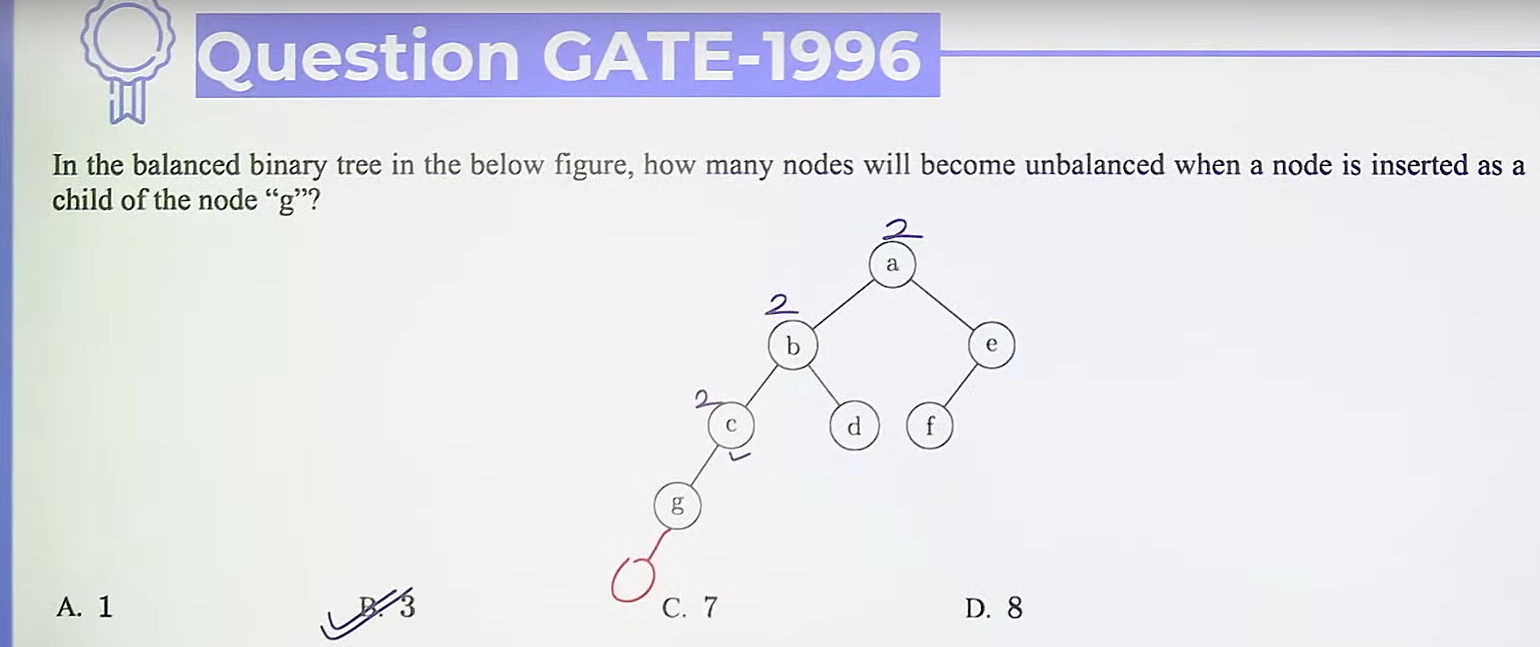 Question GATE-1996
In the balanced binary tree in the below figure, how many nodes will become unbalanced when a node is inserted as a
child of the node “g”?
2
a
2
b
e
2
c
d
f
g
A. 1
B. 3
C. 7
D. 8